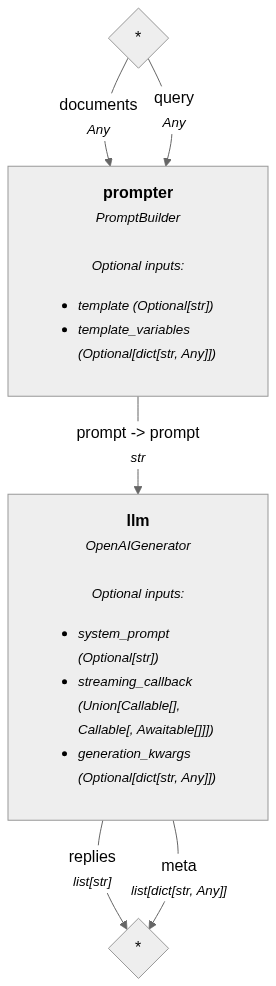 *
documents
Any
query
Any
prompter
PromptBuilder
Optional inputs:
• template (Optional[str])
• template_variables
(Optional[dict[str, Any]])
prompt -> prompt
str
llm
OpenAIGenerator
Optional inputs:
• system_prompt
(Optional[str])
• streaming_callback
(Union[Callable[],
Callable[, Awaitable[]]])
• generation_kwargs
(Optional[dict[str, Any]])
replies
list[str]
meta
list[dict[str, Any]]
*